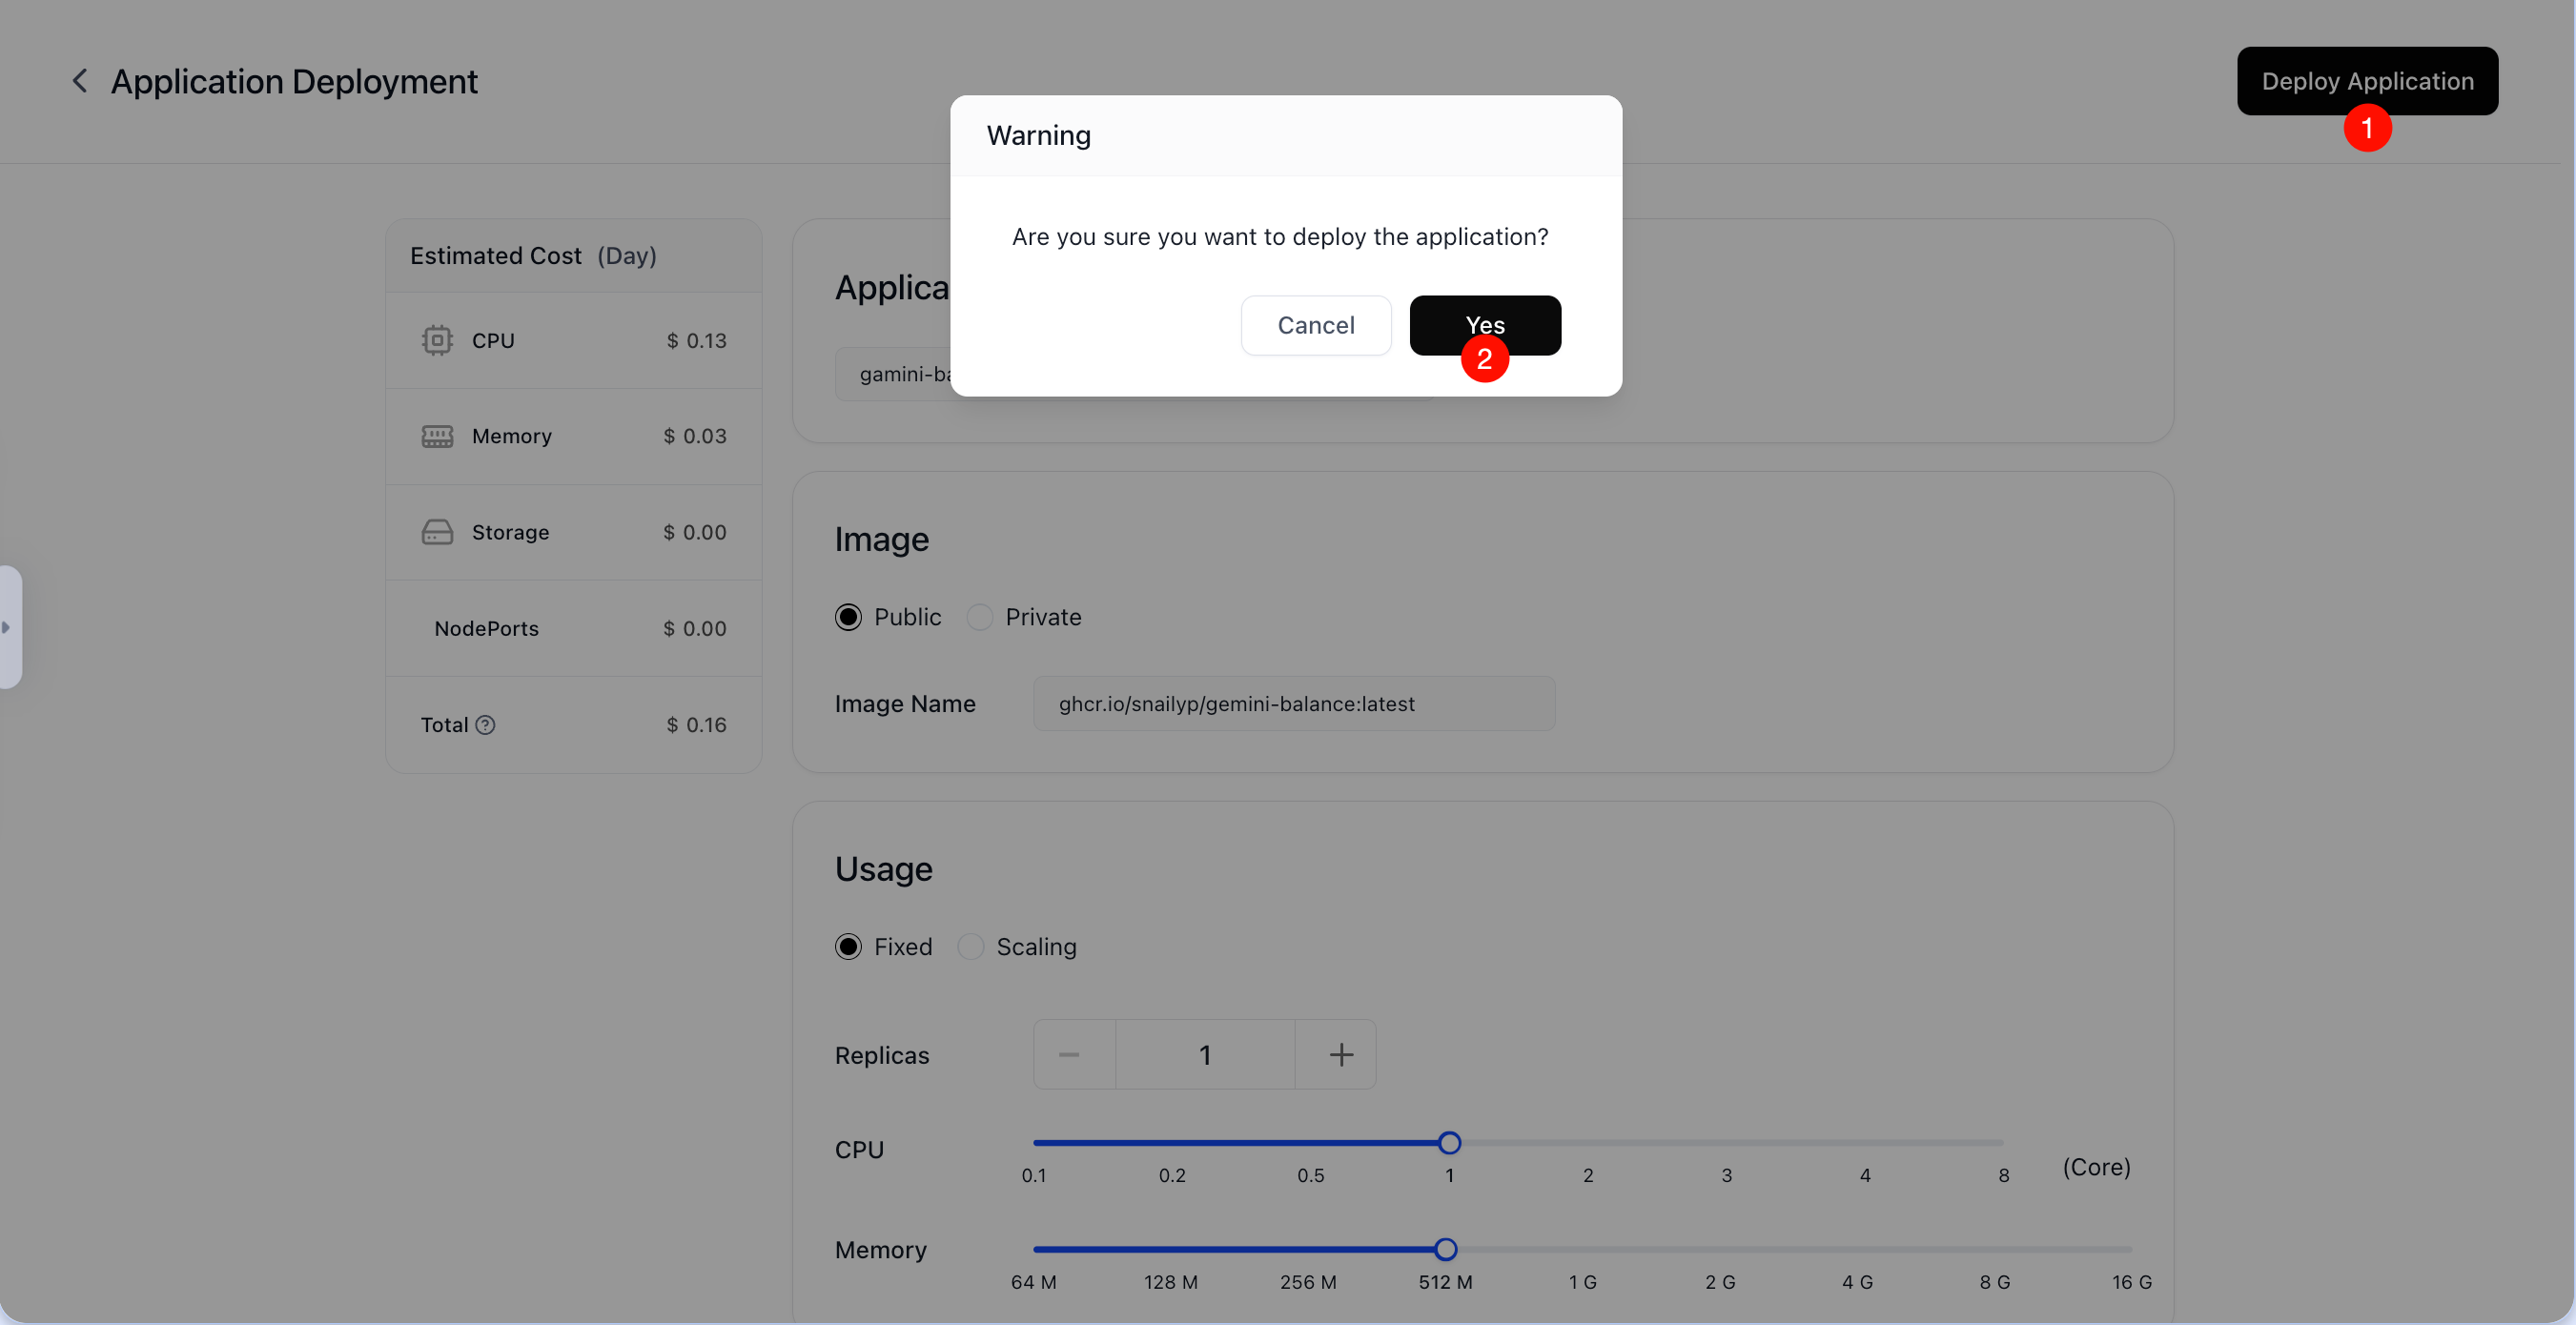 Application Deployment
Deploy Application
1
Warning
Are you sure you want to deploy the application?
Cancel
Yes
2
Estimated Cost (Day)
CPU $ 0.13
Memory $ 0.03
Storage $ 0.00
NodePorts $ 0.00
Total $ 0.16
Applica
gamini-ba
Image
Public Private
Image Name ghcr.io/snailyp/gemini-balance:latest
Usage
Fixed Scaling
Replicas 1
CPU
0.1 0.2 0.5 1 2 3 4 8 (Core)
Memory
64 M 128 M 256 M 512 M 1 G 2 G 4 G 8 G 16 G